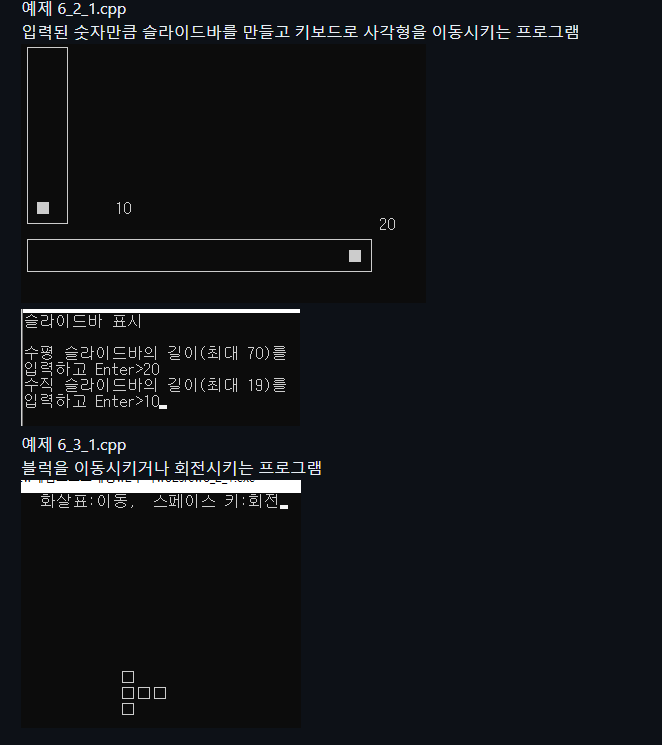 예제 6_2_1.cpp
입력된 숫자만큼 슬라이드바를 만들고 키보드로 사각형을 이동시키는 프로그램
10
20
슬라이드바 표시
수평 슬라이드바의 길이(최대 70)를
입력하고 Enter>20
수직 슬라이드바의 길이(최대 19)를
입력하고 Enter>10
예제 6_3_1.cpp
블럭을 이동시키거나 회전시키는 프로그램
화살표:이동, 스페이스 키:회전